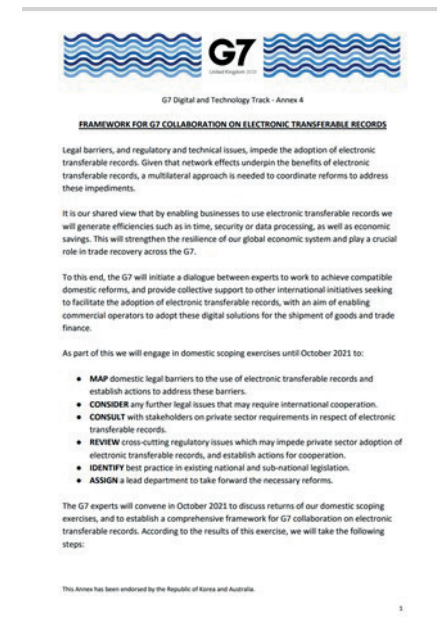 G7
United Kingdom 2021
G7 Digital and Technology Track - Annex 4
FRAMEWORK FOR G7 COLLABORATION ON ELECTRONIC TRANSFERABLE RECORDS
Legal barriers, and regulatory and technical issues, impede the adoption of electronic
transferable records. Given that network effects underpin the benefits of electronic
transferable records, a multilateral approach is needed to coordinate reforms to address
these impediments.
It is our shared view that by enabling businesses to use electronic transferable records we
will generate efficiencies such as in time, security or data processing, as well as economic
savings. This will strengthen the resilience of our global economic system and play a crucial
role in trade recovery across the G7.
To this end, the G7 will initiate a dialogue between experts to work to achieve compatible
domestic reforms, and provide collective support to other international initiatives seeking
to facilitate the adoption of electronic transferable records, with an aim of enabling
commercial operators to adopt these digital solutions for the shipment of goods and trade
finance.
As part of this we will engage in domestic scoping exercises until October 2021 to:
● MAP domestic legal barriers to the use of electronic transferable records and
establish actions to address these barriers.
● CONSIDER any further legal issues that may require international cooperation.
● CONSULT with stakeholders on private sector requirements in respect of electronic
transferable records.
● REVIEW cross-cutting regulatory issues which may impede private sector adoption of
electronic transferable records, and establish actions for cooperation.
● IDENTIFY best practice in existing national and sub-national legislation.
● ASSIGN a lead department to take forward the necessary reforms.
The G7 experts will convene in October 2021 to discuss returns of our domestic scoping
exercises, and to establish a comprehensive framework for G7 collaboration on electronic
transferable records. According to the results of this exercise, we will take the following
steps:
This Annex has been endorsed by the Republic of Korea and Australia.
1